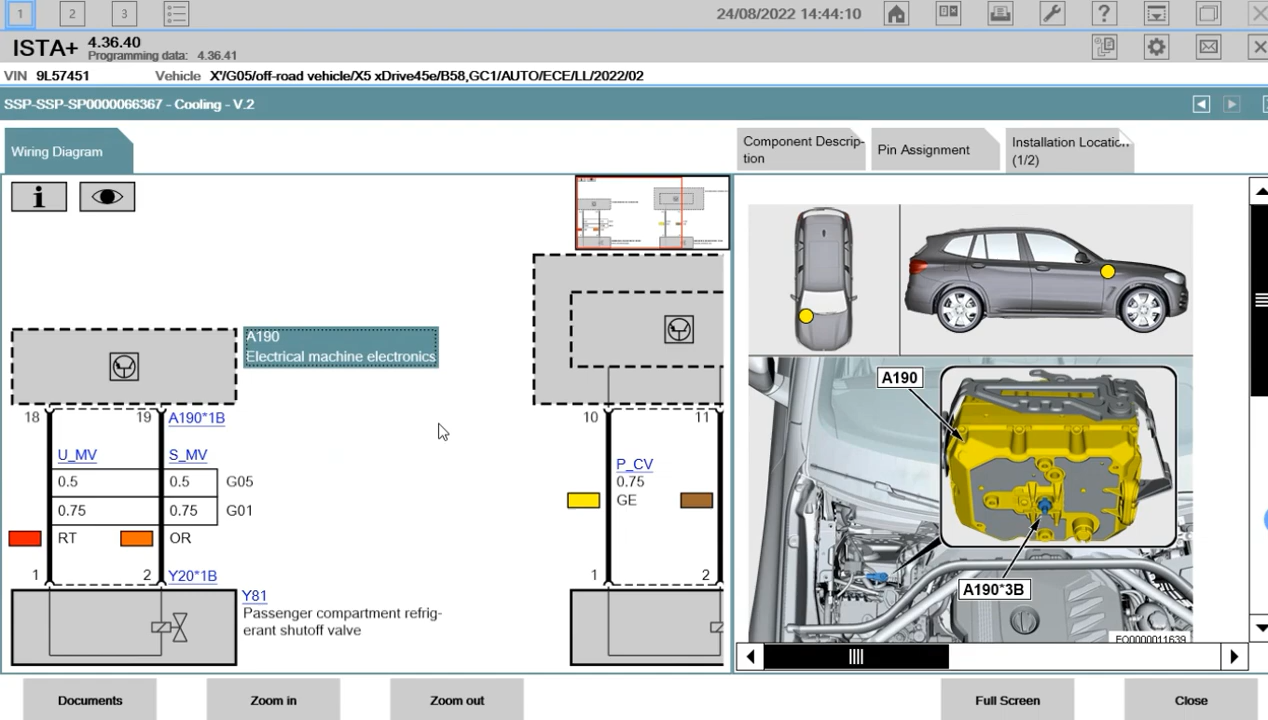 1 2 3 24/08/2022 14:44:10 ?
ISTA+ 4.36.40
Programming data: 4.36.41
VIN 9L57451 Vehicle X'/G05/off-road vehicle/X5 xDrive45e/B58,GC1/AUTO/ECE/LL/2022/02
SSP-SSP-SP0000066367 - Cooling - V.2
Wiring Diagram
Component Descrip-
tion
Pin Assignment
Installation Location
(1/2)
i
A190
Electrical machine electronics
18 19 A190*1B
U_MV S_MV
0.5 0.5 G05
0.75 0.75 G01
RT OR
1 2 Y20*1B
Y81
Passenger compartment refrig-
erant shutoff valve
10 11
P_CV
0.75
GE
1 2
A190
A190*3B
EO0000011639
Documents Zoom in Zoom out Full Screen Close